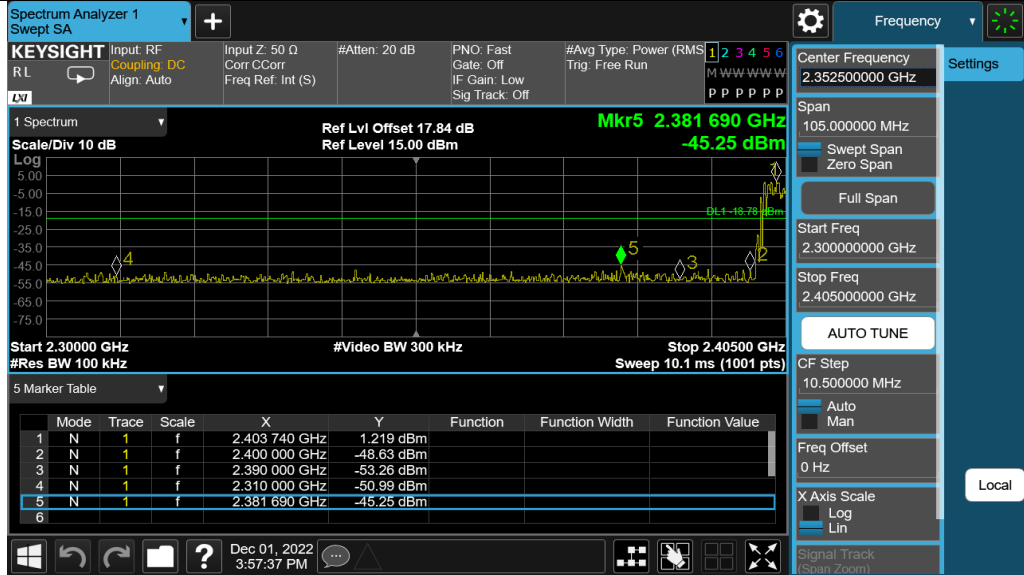 Spectrum Analyzer 1
Swept SA
+
Frequency
KEYSIGHT
R L
LXI
Input: RF
Coupling: DC
Align: Auto
Input Z: 50 Ω
Corr CCorr
Freq Ref: Int (S)
#Atten: 20 dB
PNO: Fast
Gate: Off
IF Gain: Low
Sig Track: Off
#Avg Type: Power (RMS
Trig: Free Run
1 2 3 4 5 6
M W W W W W
P P P P P P
1 Spectrum
Scale/Div 10 dB
Ref Lvl Offset 17.84 dB
Ref Level 15.00 dBm
Mkr5 2.381 690 GHz
-45.25 dBm
Log
5.00
-5.00
-15.0
-25.0
-35.0
-45.0
-55.0
-65.0
-75.0
DL1 -18.78 dBm
1
4
5
3
2
Start 2.30000 GHz
#Video BW 300 kHz
Stop 2.40500 GHz
#Res BW 100 kHz
Sweep 10.1 ms (1001 pts)
5 Marker Table
Mode Trace Scale X Y Function Function Width Function Value
1 N 1 f 2.403 740 GHz 1.219 dBm
2 N 1 f 2.400 000 GHz -48.63 dBm
3 N 1 f 2.390 000 GHz -53.26 dBm
4 N 1 f 2.310 000 GHz -50.99 dBm
5 N 1 f 2.381 690 GHz -45.25 dBm
6
Center Frequency
2.352500000 GHz
Settings
Span
105.000000 MHz
Swept Span
Zero Span
Full Span
Start Freq
2.300000000 GHz
Stop Freq
2.405000000 GHz
AUTO TUNE
CF Step
10.500000 MHz
Auto
Man
Freq Offset
0 Hz
X Axis Scale
Log
Lin
Signal Track
(Span Zoom)
Local
?
Dec 01, 2022
3:57:37 PM